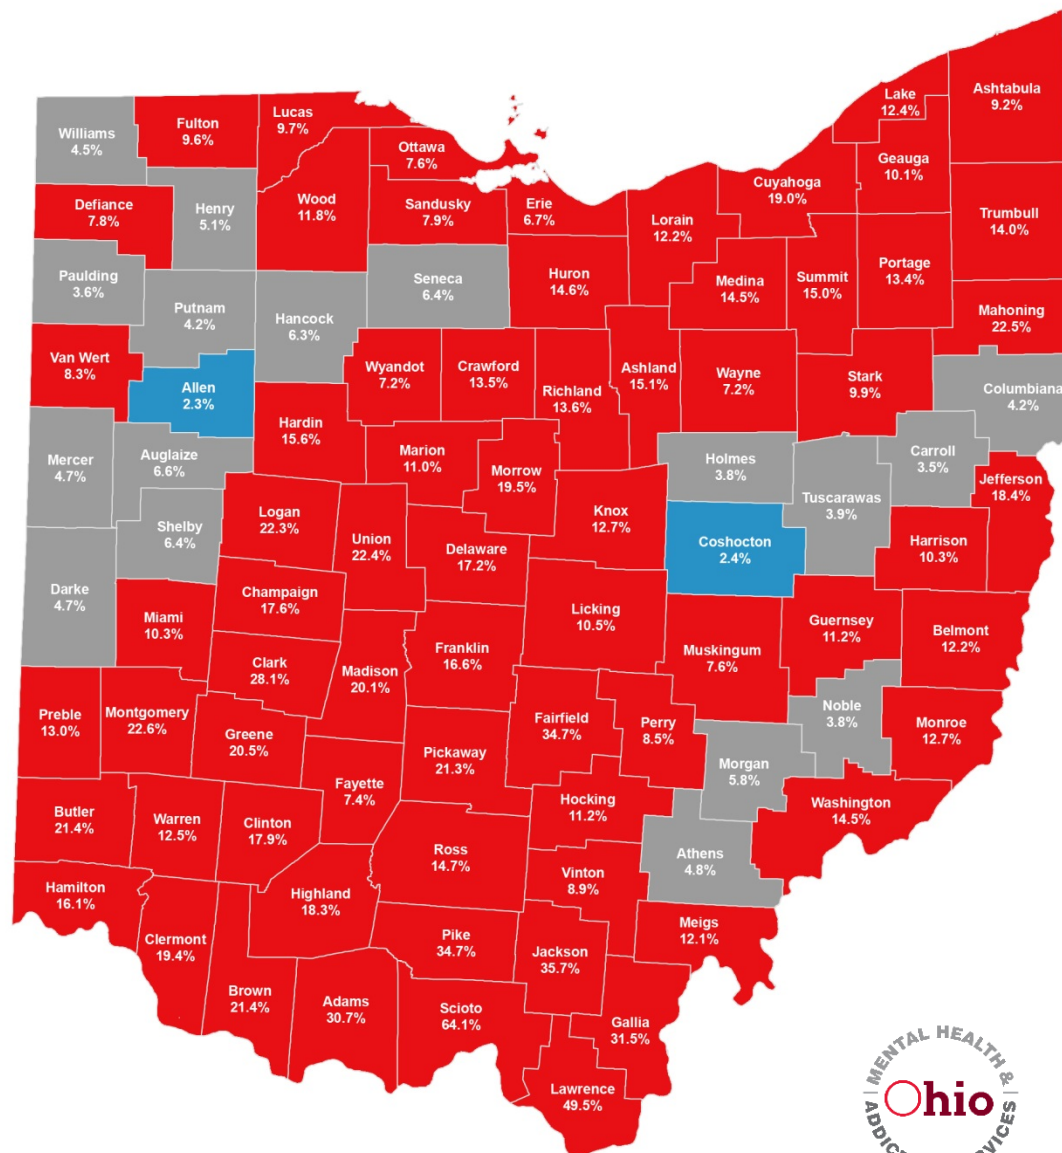 Williams
4.5%
Fulton
9.6%
Lucas
9.7%
Ottawa
7.6%
Lake
12.4%
Ashtabula
9.2%
Geauga
10.1%
Cuyahoga
19.0%
Defiance
7.8%
Henry
5.1%
Wood
11.8%
Sandusky
7.9%
Erie
6.7%
Lorain
12.2%
Trumbull
14.0%
Paulding
3.6%
Putnam
4.2%
Hancock
6.3%
Seneca
6.4%
Huron
14.6%
Medina
14.5%
Summit
15.0%
Portage
13.4%
Mahoning
22.5%
Van Wert
8.3%
Allen
2.3%
Wyandot
7.2%
Crawford
13.5%
Richland
13.6%
Ashland
15.1%
Wayne
7.2%
Stark
9.9%
Columbiana
4.2%
Hardin
15.6%
Mercer
4.7%
Auglaize
6.6%
Marion
11.0%
Morrow
19.5%
Holmes
3.8%
Carroll
3.5%
Tuscarawas
3.9%
Jefferson
18.4%
Shelby
6.4%
Logan
22.3%
Union
22.4%
Delaware
17.2%
Knox
12.7%
Coshocton
2.4%
Harrison
10.3%
Darke
4.7%
Miami
10.3%
Champaign
17.6%
Licking
10.5%
Guernsey
11.2%
Belmont
12.2%
Clark
28.1%
Madison
20.1%
Franklin
16.6%
Muskingum
7.6%
Preble
13.0%
Montgomery
22.6%
Greene
20.5%
Fairfield
34.7%
Perry
8.5%
Noble
3.8%
Monroe
12.7%
Pickaway
21.3%
Morgan
5.8%
Fayette
7.4%
Hocking
11.2%
Washington
14.5%
Butler
21.4%
Warren
12.5%
Clinton
17.9%
Ross
14.7%
Athens
4.8%
Vinton
8.9%
Hamilton
16.1%
Highland
18.3%
Clermont
19.4%
Pike
34.7%
Jackson
35.7%
Meigs
12.1%
Brown
21.4%
Adams
30.7%
Scioto
64.1%
Gallia
31.5%
Lawrence
49.5%
MENTAL HEALTH &
Ohio